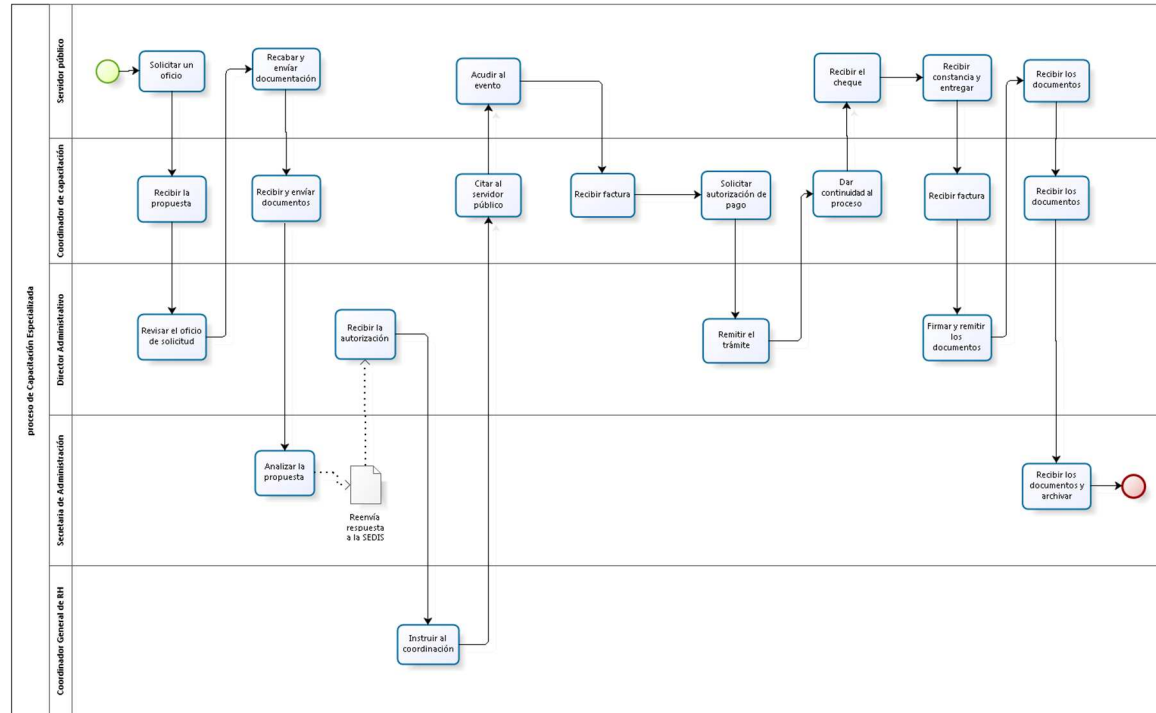 proceso de Capacitación Especializada
Servidor público
Solicitar un
oficio
Recabar y
envíar
documentación
Acudir al
evento
Recibir el
cheque
Recibir
constancia y
entregar
Recibir los
documentos
Coordinador de capacitación
Recibir la
propuesta
Recibir y envíar
documentos
Citar al
servidor
público
Recibir factura
Solicitar
autorización de
pago
Dar
continuidad al
proceso
Recibir factura
Recibir los
documentos
Director Administrativo
Revisar el oficio
de solicitud
Recibir la
autorización
Remitir el
trámite
Firmar y remitir
los
documentos
Secretaria de Administración
Analizar la
propuesta
Reenvía
respuesta
a la SEDIS
Recibir los
documentos y
archivar
Coordinador General de RH
Instruir al
coordinación